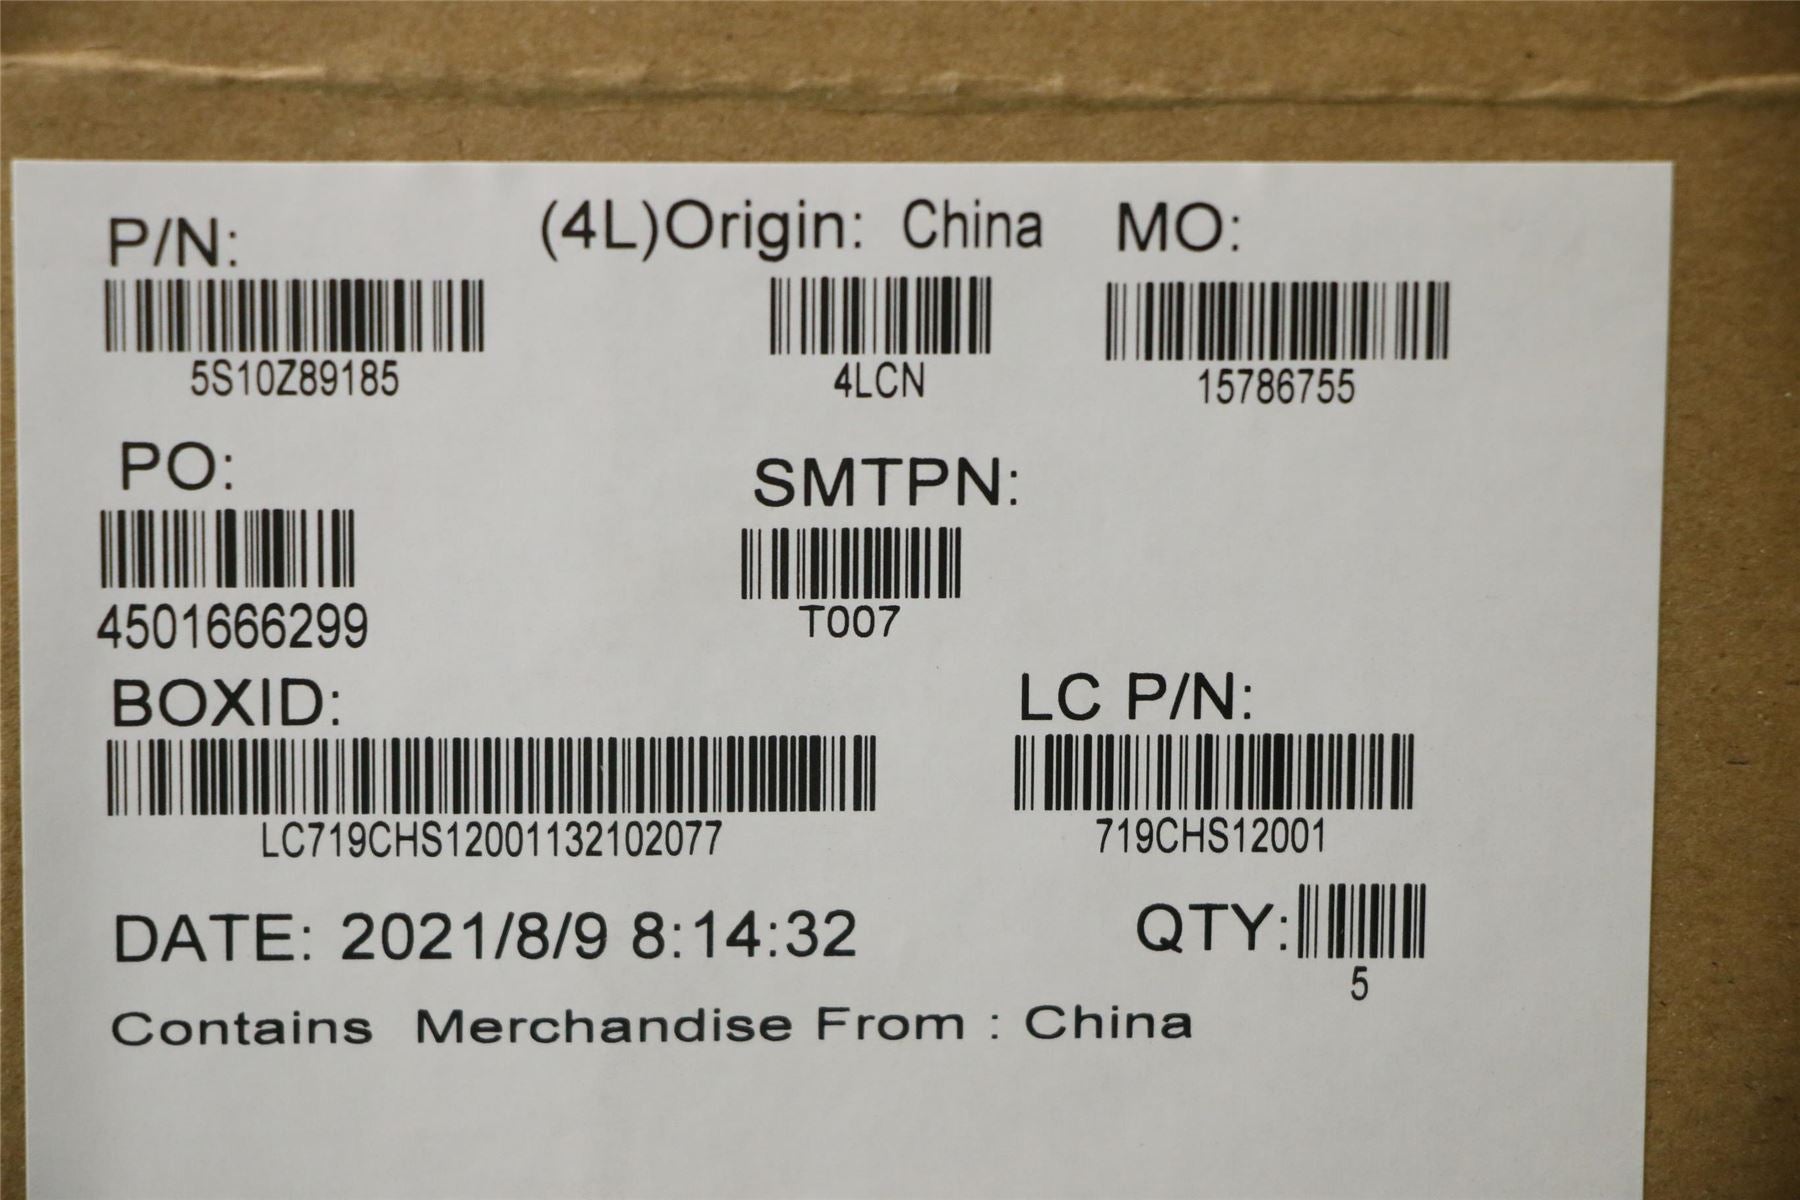 P/N: (4L)Origin: China MO:
5S10Z89185 4LCN 15786755
PO: SMTPN:
4501666299 T007
BOXID: LC P/N:
LC719CHS12001132102077 719CHS12001
DATE: 2021/8/9 8:14:32 QTY:
5
Contains Merchandise From : China